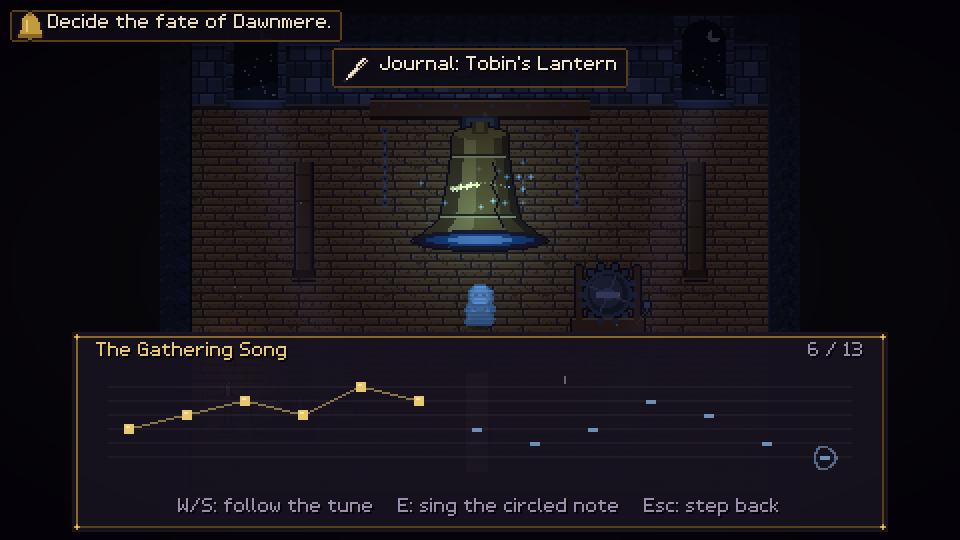 Decide the fate of Dawnmere.
Journal: Tobin's Lantern
The Gathering Song 6 / 13
W/S: follow the tune E: sing the circled note Esc: step back